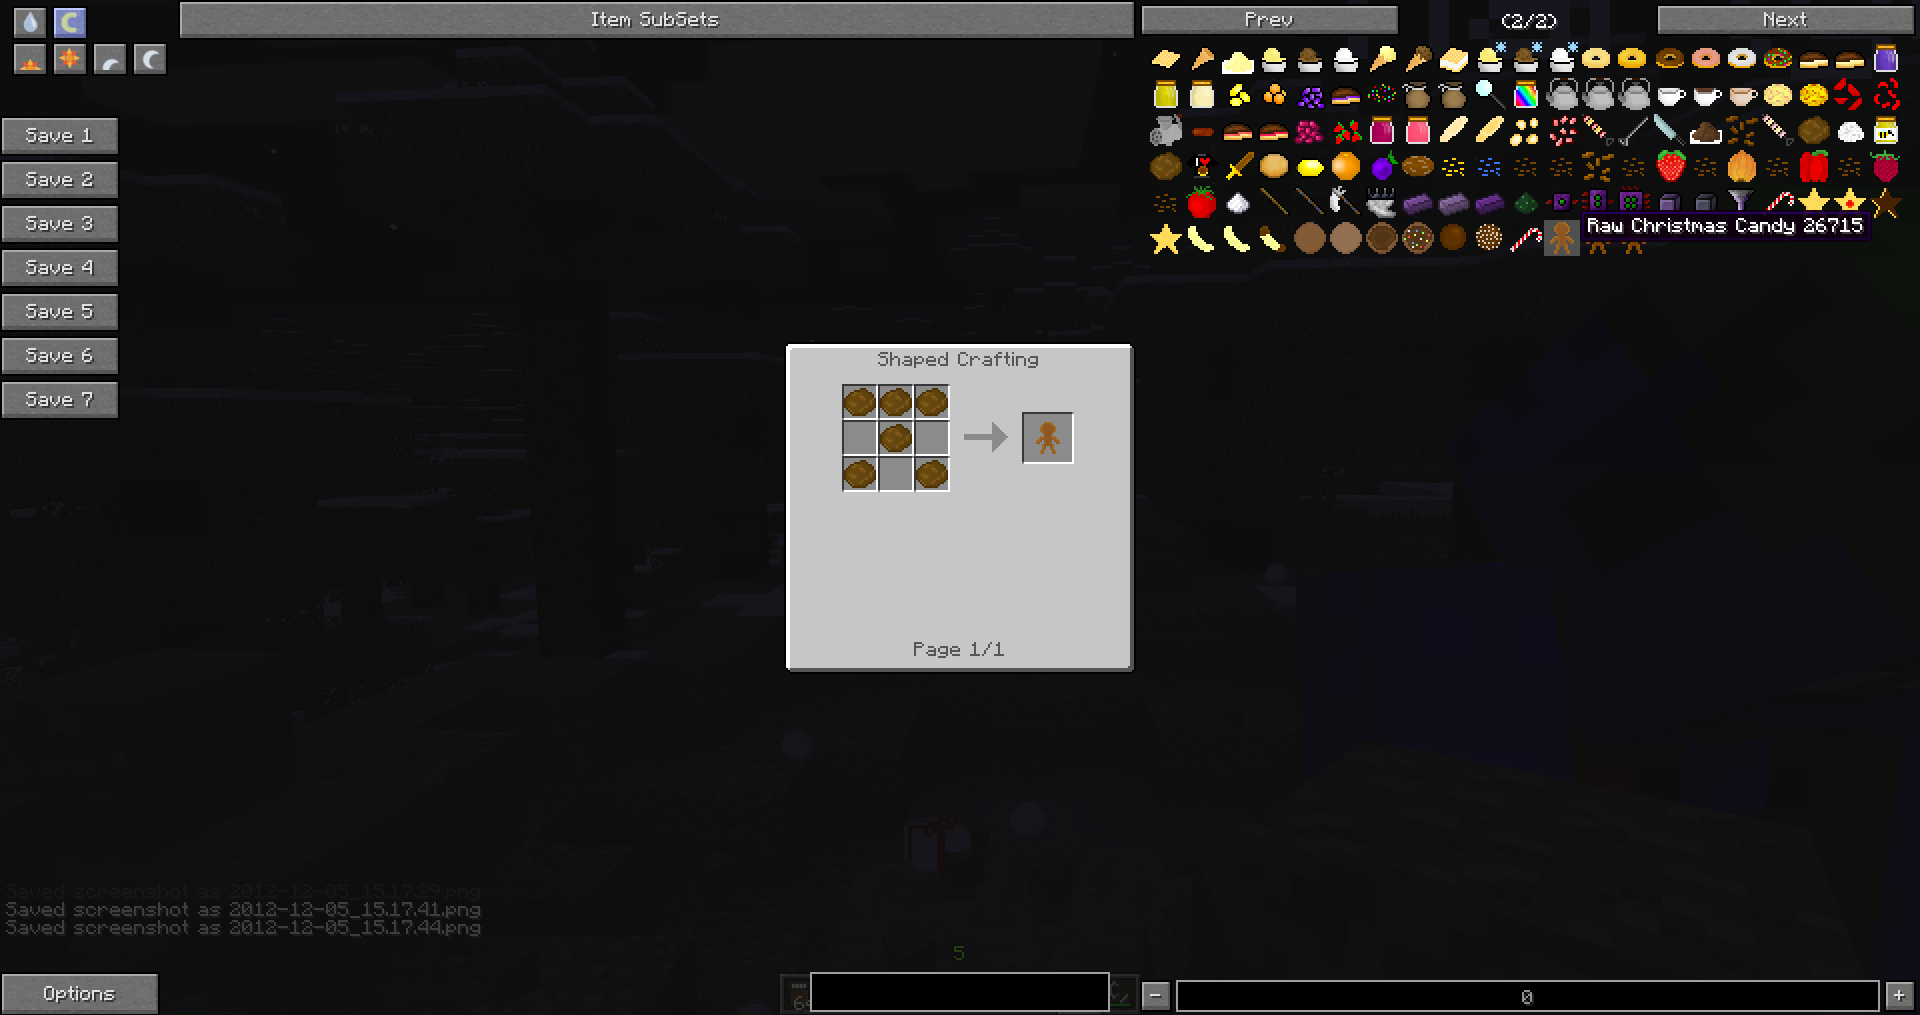 Item SubSets
Prev
(2/2)
Next
Save 1
Save 2
Save 3
Save 4
Save 5
Save 6
Save 7
Raw Christmas Candy 26715
Shaped Crafting
Page 1/1
Saved screenshot as 2012-12-05_15.17.29.png
Saved screenshot as 2012-12-05_15.17.41.png
Saved screenshot as 2012-12-05_15.17.44.png
5
Options
-
0
+